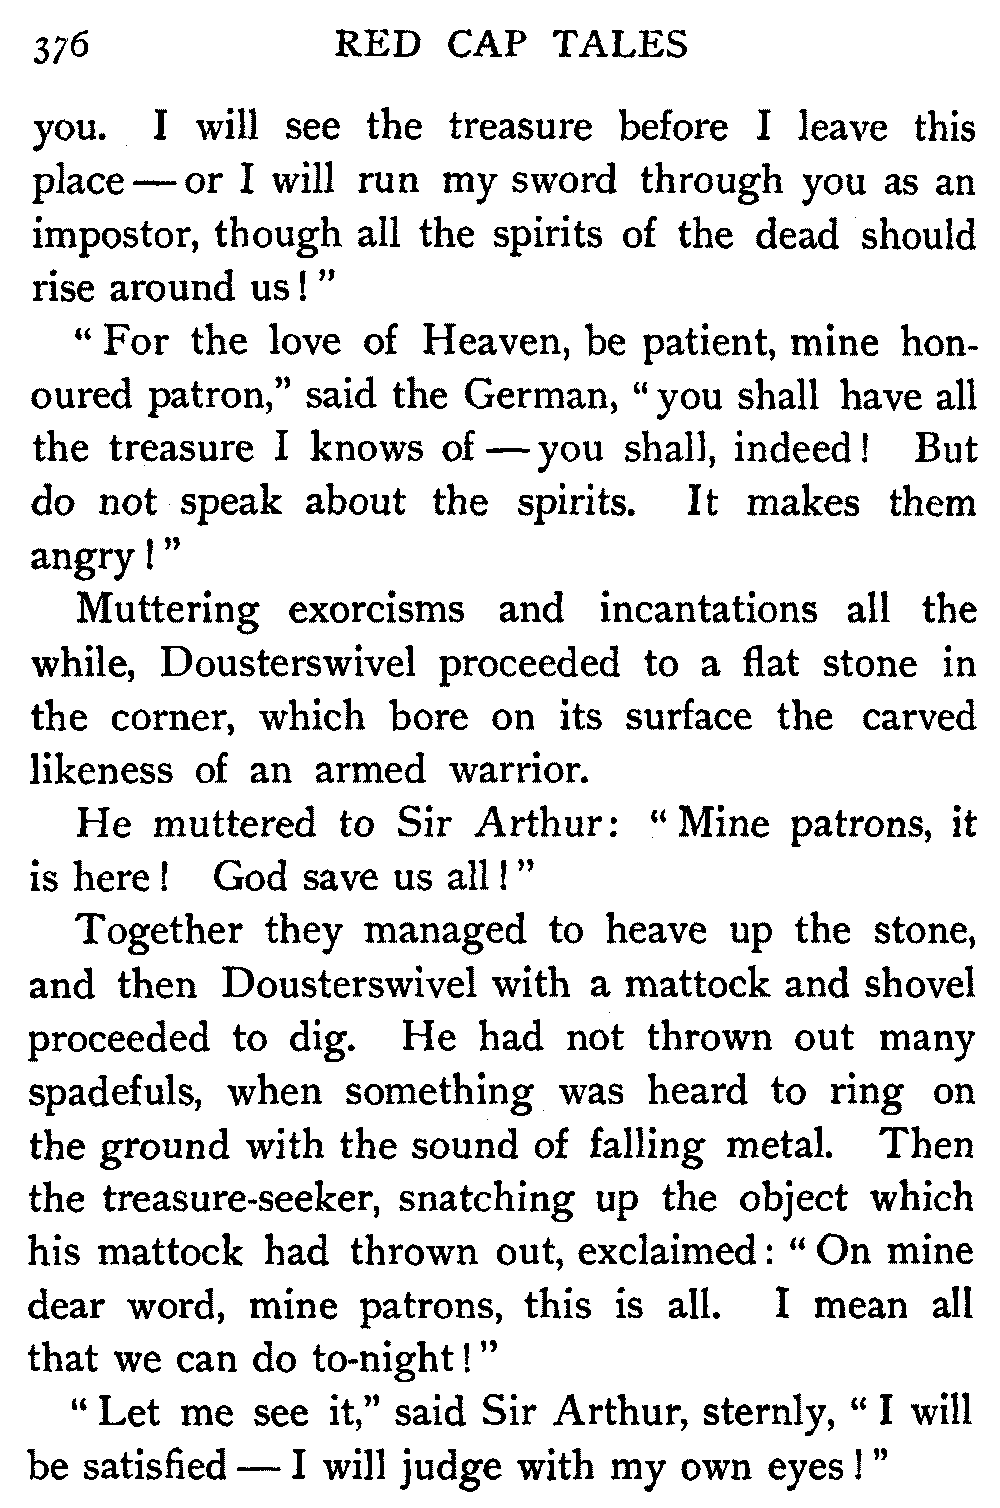 376 RED CAP TALES
you. I will see the treasure before I leave this
place — or I will run my sword through you as an
impostor, though all the spirits of the dead should
rise around us! ”
“ For the love of Heaven, be patient, mine hon-
oured patron,” said the German, “ you shall have all
the treasure I knows of — you shall, indeed! But
do not speak about the spirits. It makes them
angry! ”
Muttering exorcisms and incantations all the
while, Dousterswivel proceeded to a flat stone in
the corner, which bore on its surface the carved
likeness of an armed warrior.
He muttered to Sir Arthur: “ Mine patrons, it
is here! God save us all! ”
Together they managed to heave up the stone,
and then Dousterswivel with a mattock and shovel
proceeded to dig. He had not thrown out many
spadefuls, when something was heard to ring on
the ground with the sound of falling metal. Then
the treasure-seeker, snatching up the object which
his mattock had thrown out, exclaimed: “ On mine
dear word, mine patrons, this is all. I mean all
that we can do to-night! ”
“ Let me see it,” said Sir Arthur, sternly, “ I will
be satisfied — I will judge with my own eyes! ”